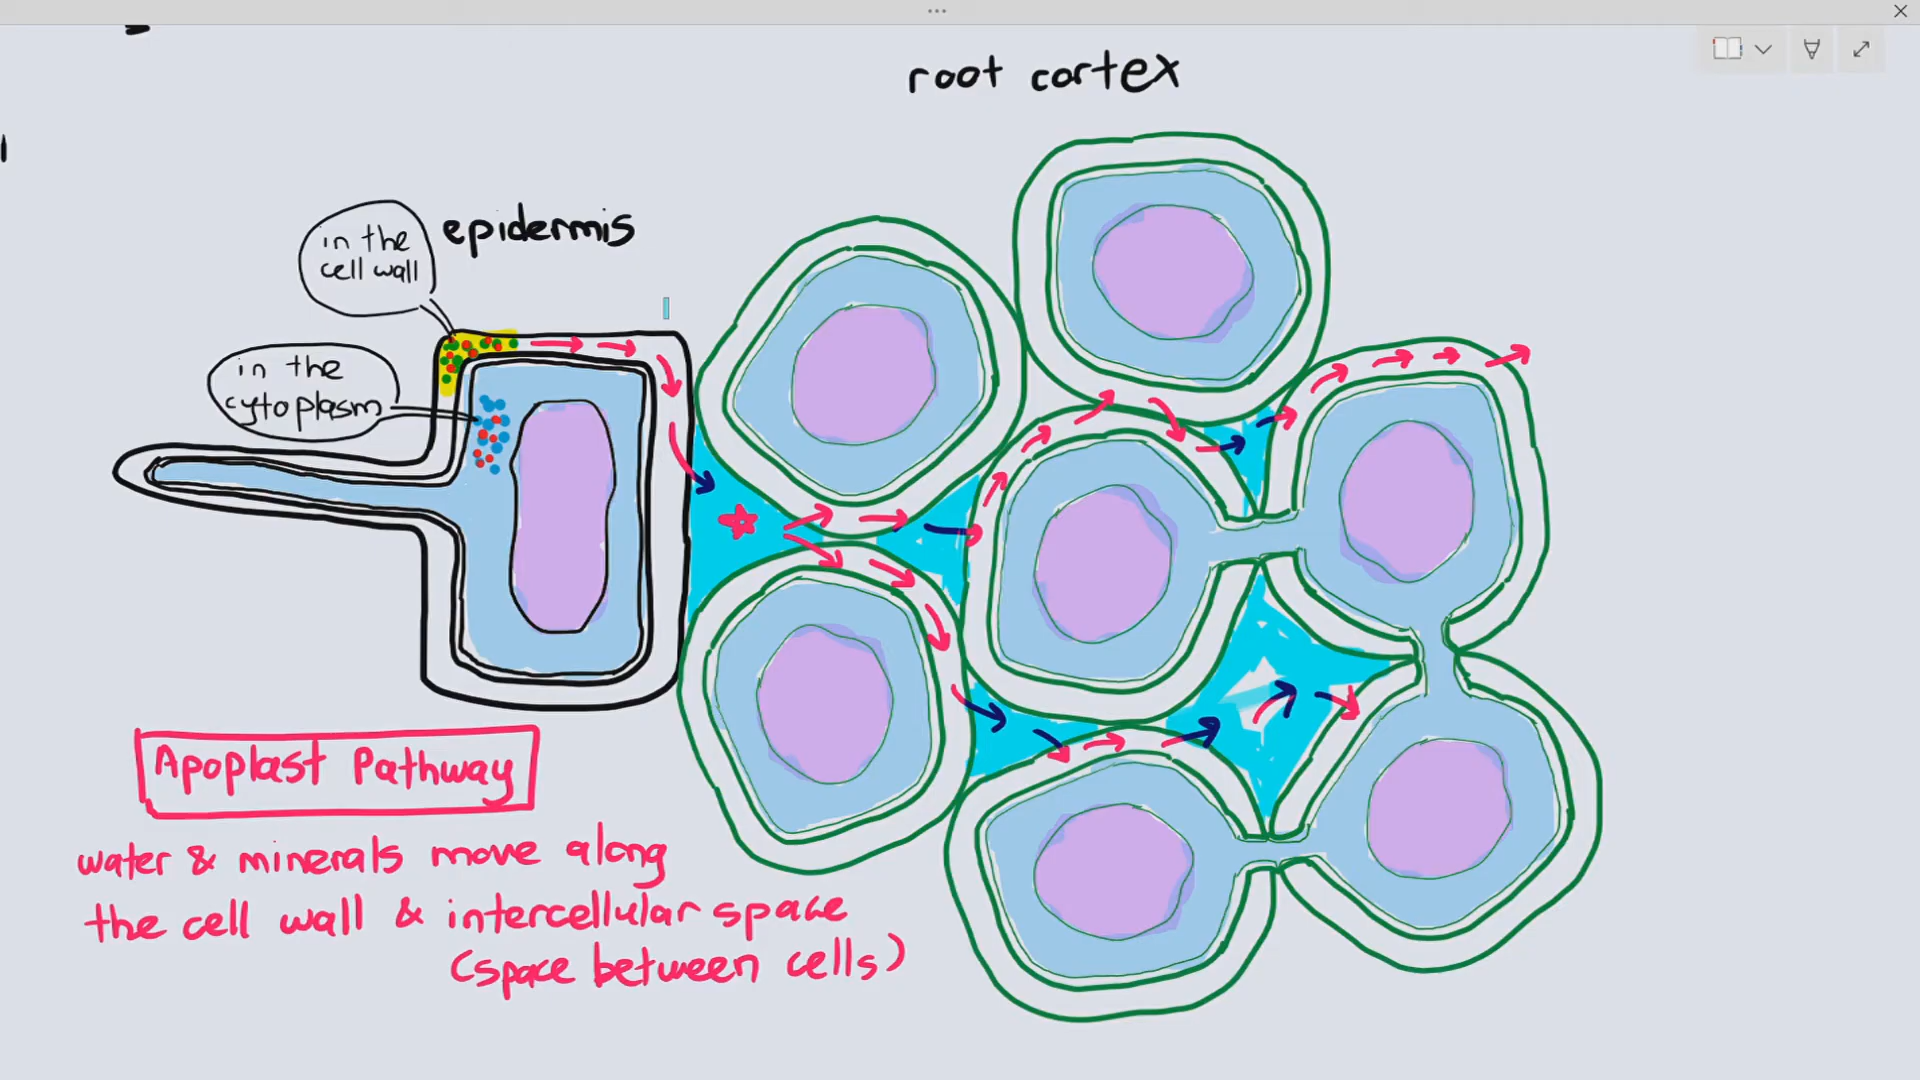 root cortex
in the
cell wall
epidermis
in the
cytoplasm
Apoplast Pathway
water & minerals move along
the cell wall & intercellular space
(space between cells)